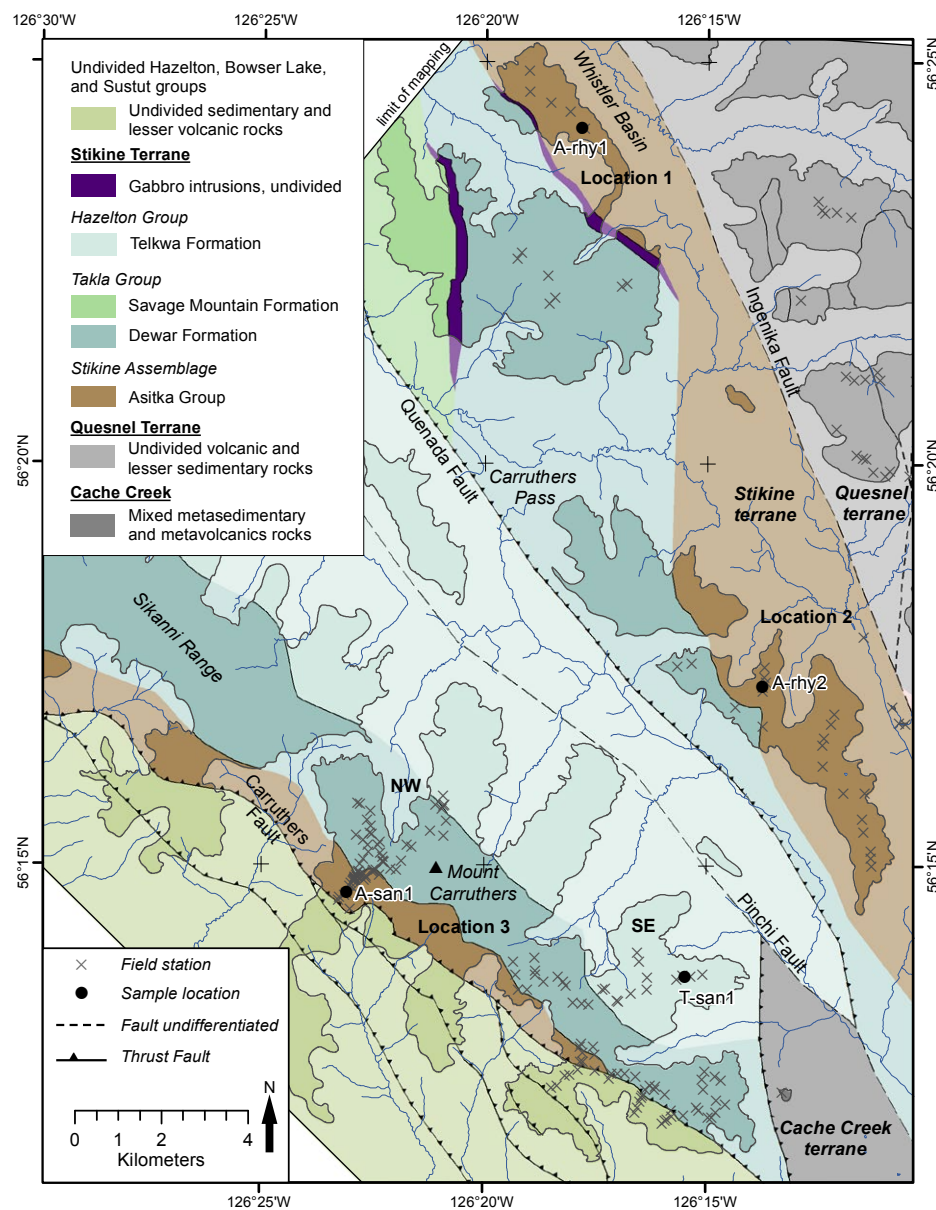 126°30'W
126°25'W
126°20'W
126°15'W
56°25'N
56°20'N
56°15'N
56°20'N
56°15'N
126°25'W
126°20'W
126°15'W
Undivided Hazelton, Bowser Lake,
and Sustut groups
Undivided sedimentary and
lesser volcanic rocks
Stikine Terrane
Gabbro intrusions, undivided
Hazelton Group
Telkwa Formation
Takla Group
Savage Mountain Formation
Dewar Formation
Stikine Assemblage
Asitka Group
Quesnel Terrane
Undivided volcanic and
lesser sedimentary rocks
Cache Creek
Mixed metasedimentary
and metavolcanics rocks
limit of mapping
Whistler Basin
A-rhy1
Location 1
Ingenika Fault
Quenada Fault
Carruthers
Pass
Stikine
terrane
Quesnel
terrane
Sikanni Range
Location 2
A-rhy2
NW
Carruthers
Fault
Mount
Carruthers
A-san1
Location 3
SE
Pinchi Fault
T-san1
Cache Creek
terrane
Field station
Sample location
Fault undifferentiated
Thrust Fault
N
0 1 2 4
Kilometers